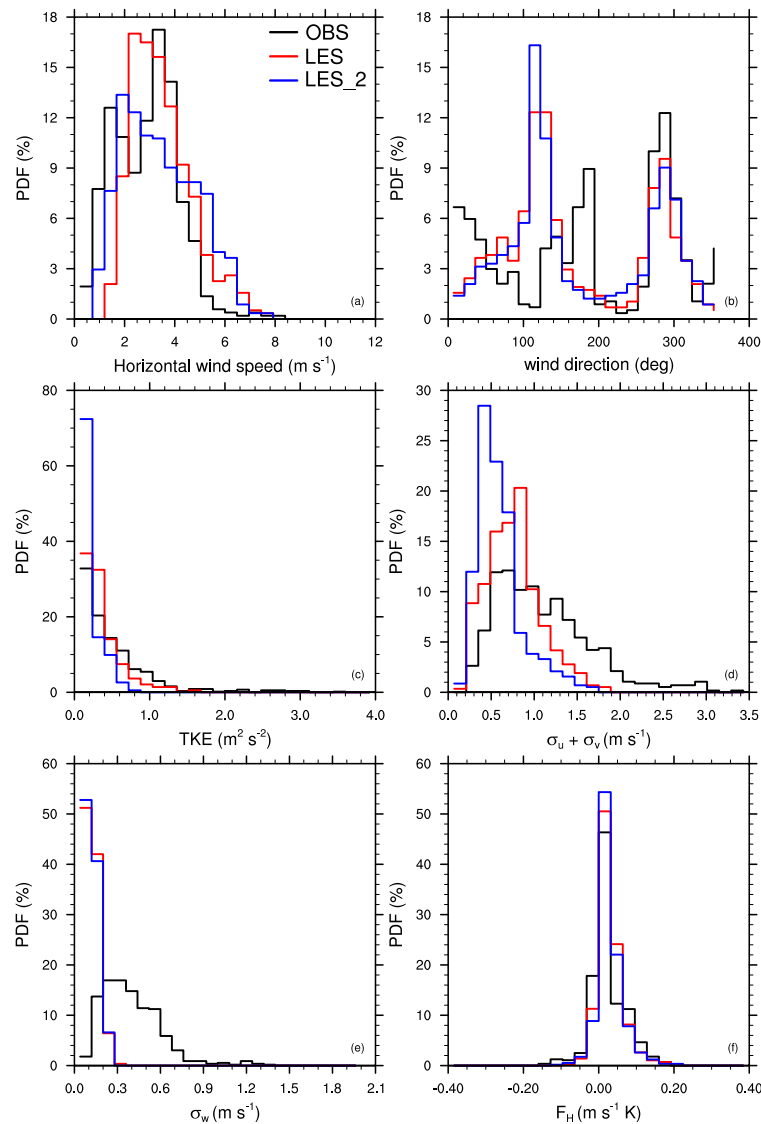 OBS
LES
LES_2
PDF (%)
18
15
12
9
6
3
0
(a)
0 2 4 6 8 10 12
Horizontal wind speed (m s⁻¹)
PDF (%)
18
15
12
9
6
3
0
(b)
0 100 200 300 400
wind direction (deg)
PDF (%)
80
60
40
20
0
(c)
0.0 1.0 2.0 3.0 4.0
TKE (m² s⁻²)
PDF (%)
30
25
20
15
10
5
0
(d)
0.0 0.5 1.0 1.5 2.0 2.5 3.0 3.5
σᵤ + σᵥ (m s⁻¹)
PDF (%)
60
50
40
30
20
10
0
(e)
0.0 0.3 0.6 0.9 1.2 1.5 1.8 2.1
σ_w (m s⁻¹)
PDF (%)
60
50
40
30
20
10
0
(f)
-0.40 -0.20 0.00 0.20 0.40
F_H (m s⁻¹ K)